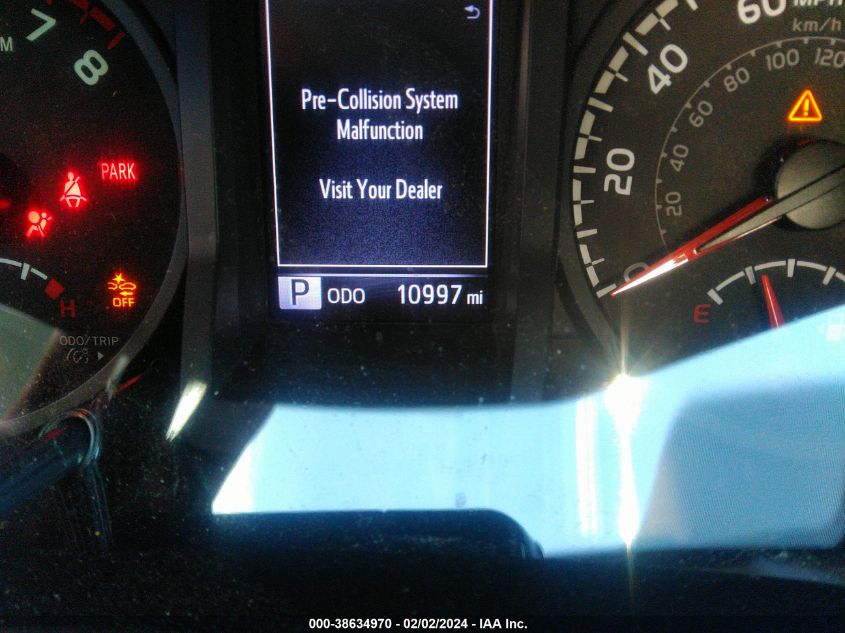 7
8
PARK
OFF
H
ODO/TRIP
Pre-Collision System
Malfunction
Visit Your Dealer
P ODO 10997 mi
60 MPH
km/h
40
20
0
120
100
80
60
40
20
E
000-38634970 - 02/02/2024 - IAA Inc.